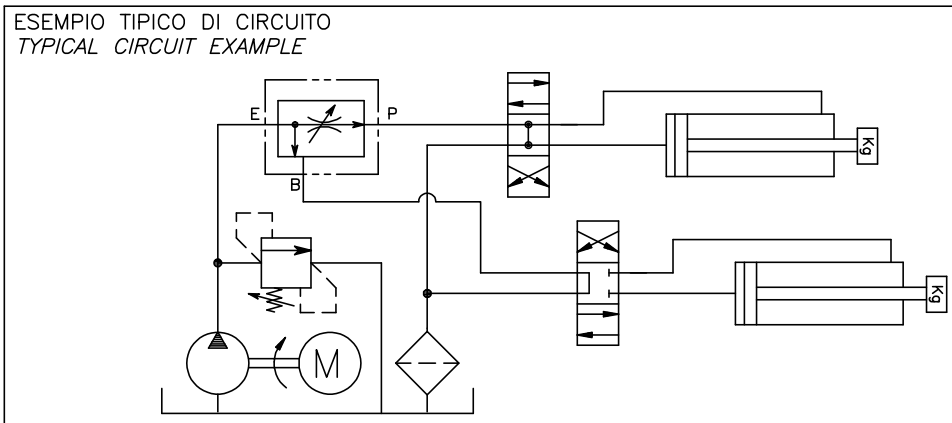 ESEMPIO TIPICO DI CIRCUITO
TYPICAL CIRCUIT EXAMPLE
E
P
B
Kg
Kg
M